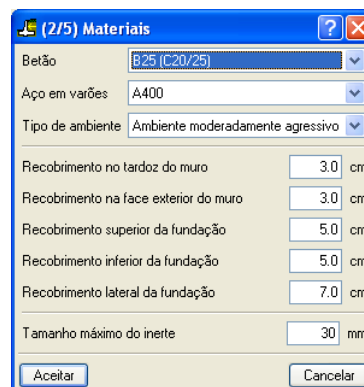 (2/5) Materiais
Betão B25 (C20/25)
Aço em varões A400
Tipo de ambiente Ambiente moderadamente agressivo
Recobrimento no tardoz do muro 3.0 cm
Recobrimento na face exterior do muro 3.0 cm
Recobrimento superior da fundação 5.0 cm
Recobrimento inferior da fundação 5.0 cm
Recobrimento lateral da fundação 7.0 cm
Tamanho máximo do inerte 30 mm
Aceitar Cancelar